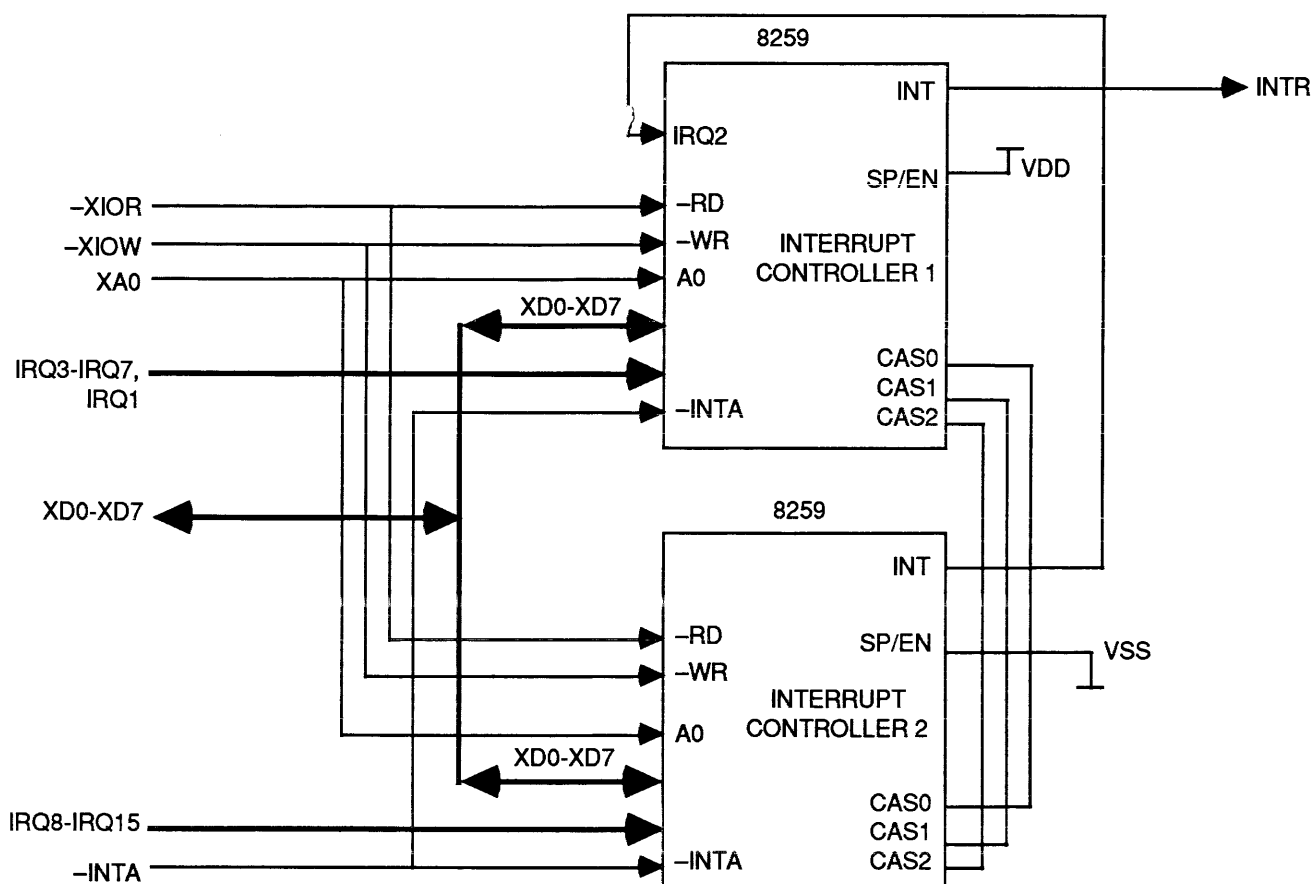 8259
INT
INTR
IRQ2
VDD
SP/EN
–XIOR
–RD
–XIOW
–WR
INTERRUPT
CONTROLLER 1
XA0
A0
XD0-XD7
IRQ3-IRQ7,
IRQ1
CAS0
CAS1
–INTA
CAS2
XD0-XD7
8259
INT
–RD
SP/EN
VSS
–WR
INTERRUPT
CONTROLLER 2
A0
XD0-XD7
CAS0
IRQ8-IRQ15
CAS1
–INTA
CAS2
–INTA